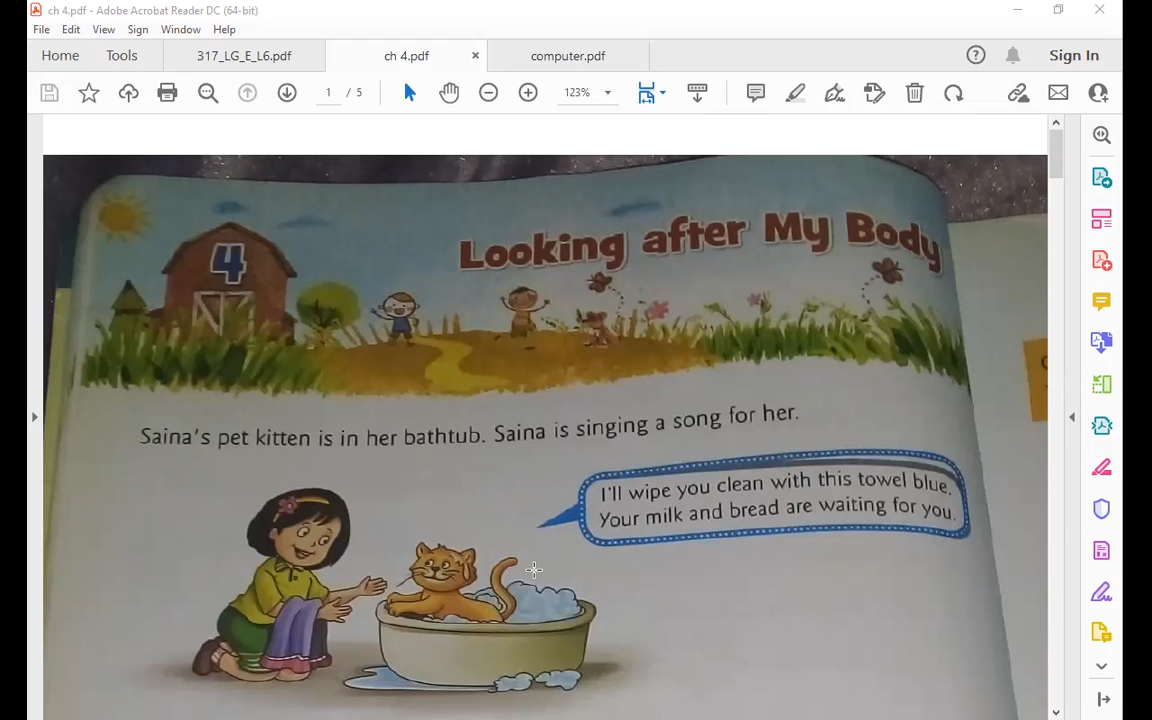 ch 4.pdf - Adobe Acrobat Reader DC (64-bit)
File Edit View Sign Window Help
Home Tools 317_LG_E_L6.pdf ch 4.pdf × computer.pdf Sign In
1 / 5 123%
4
Looking after My Body
Saina's pet kitten is in her bathtub. Saina is singing a song for her.
I'll wipe you clean with this towel blue.
Your milk and bread are waiting for you.